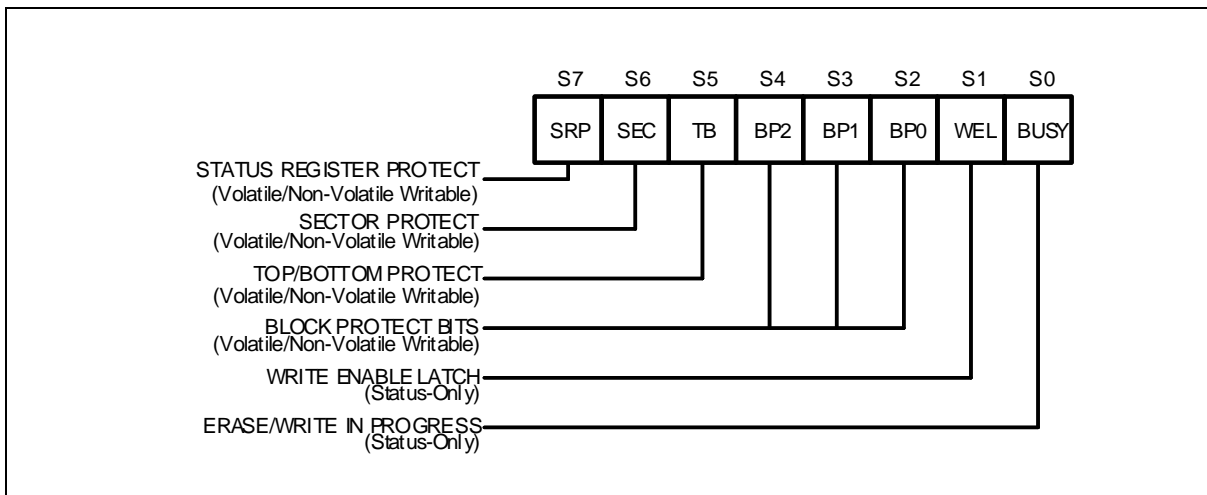 S7 S6 S5 S4 S3 S2 S1 S0
SRP SEC TB BP2 BP1 BP0 WEL BUSY
STATUS REGISTER PROTECT
(Volatile/Non-Volatile Writable)
SECTOR PROTECT
(Volatile/Non-Volatile Writable)
TOP/BOTTOM PROTECT
(Volatile/Non-Volatile Writable)
BLOCK PROTECT BITS
(Volatile/Non-Volatile Writable)
WRITE ENABLE LATCH
(Status-Only)
ERASE/WRITE IN PROGRESS
(Status-Only)